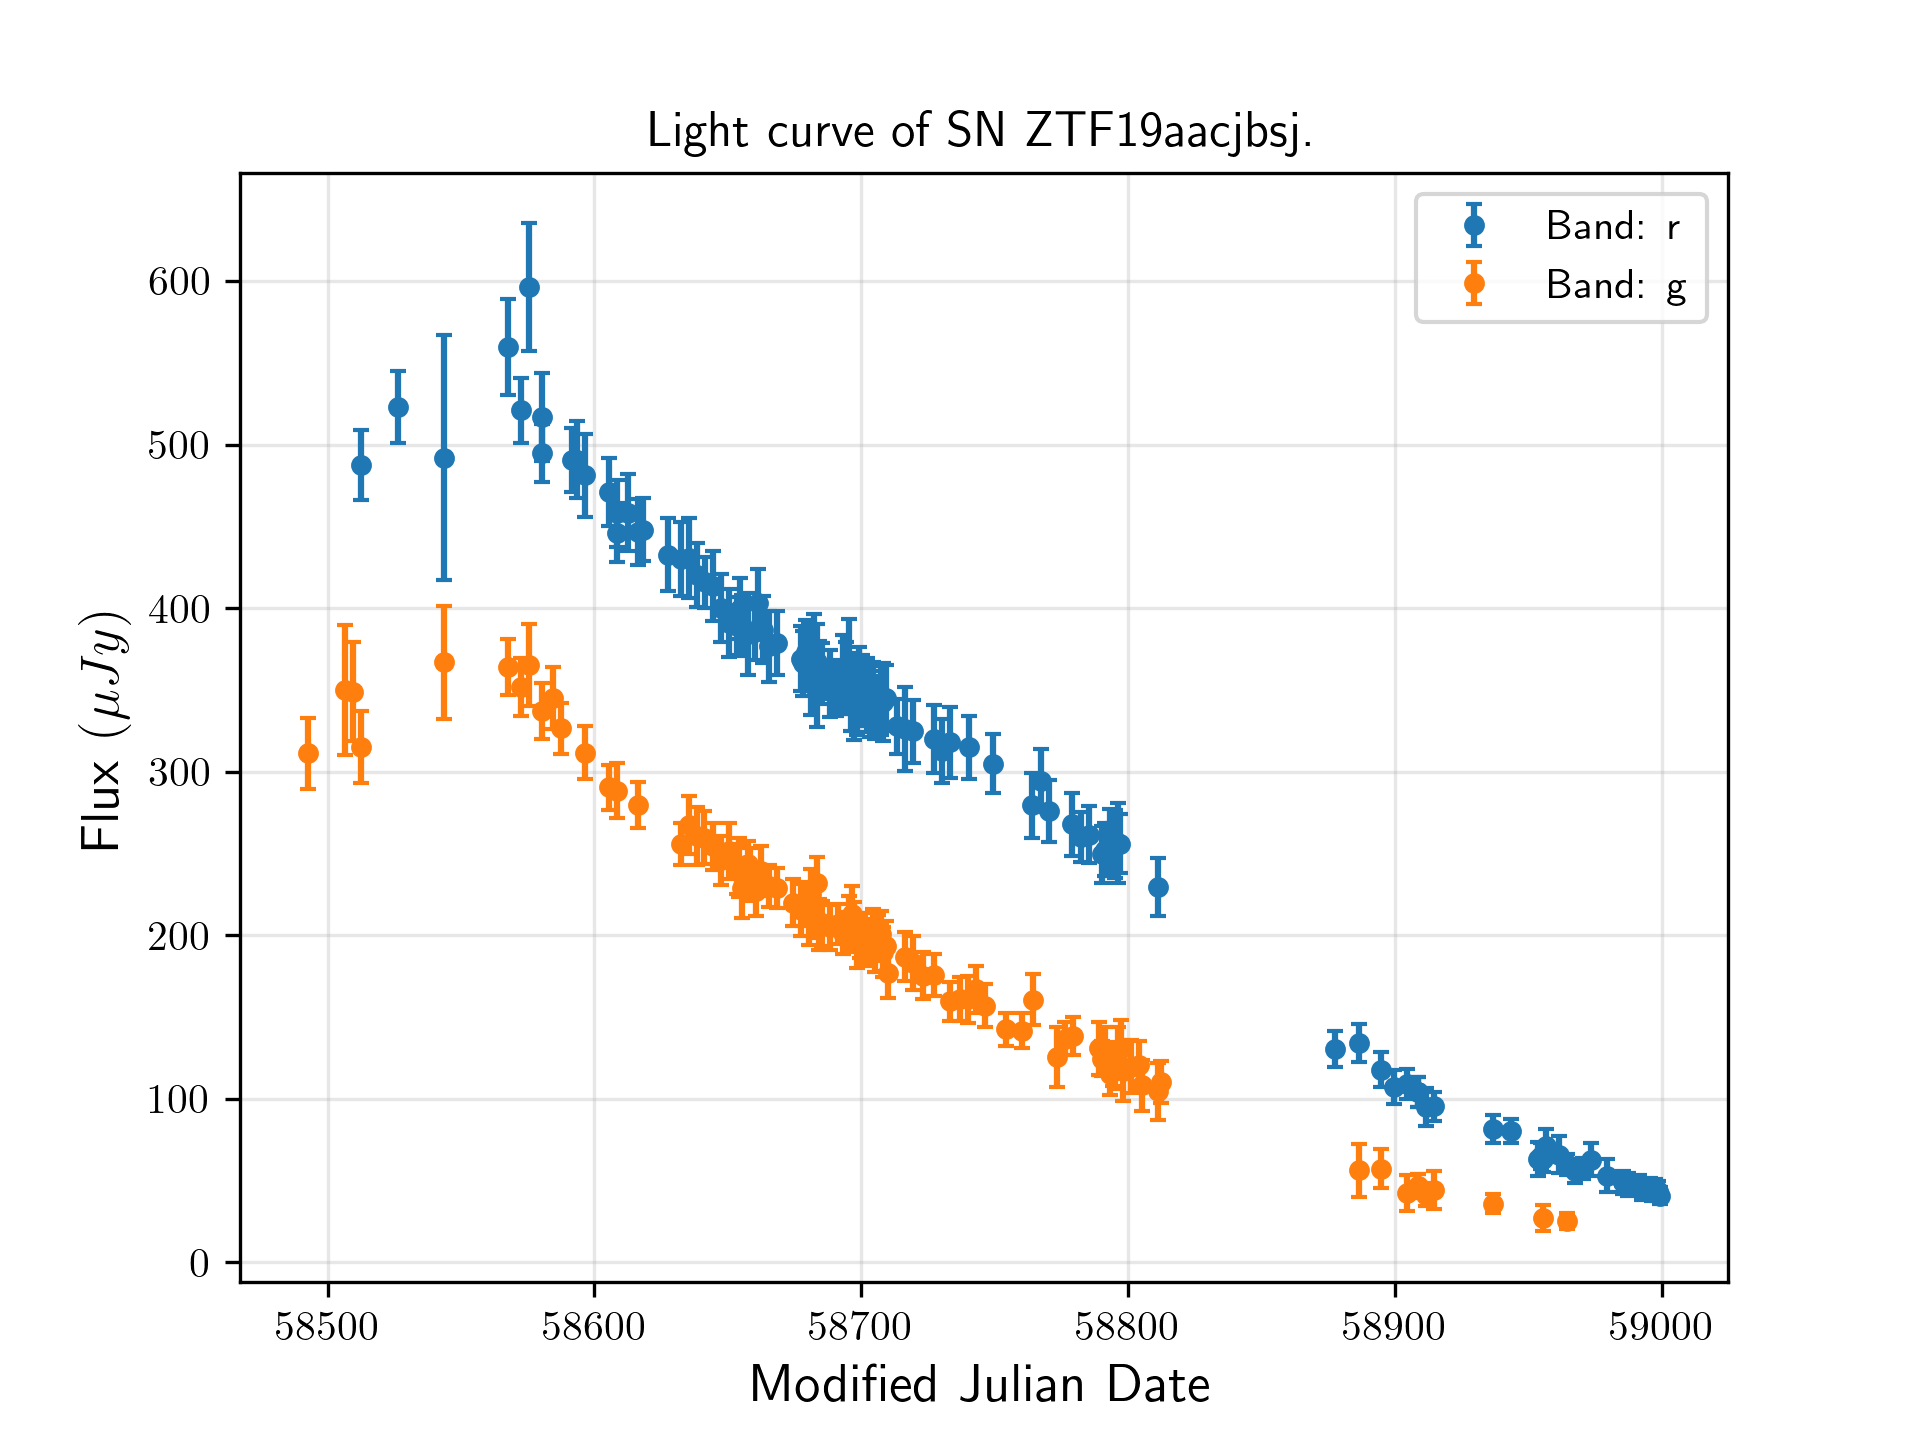 Light curve of SN ZTF19aacjbsj.
Band: r
Band: g
600
500
400
300
200
100
0
Flux (μJy)
58500 58600 58700 58800 58900 59000
Modified Julian Date